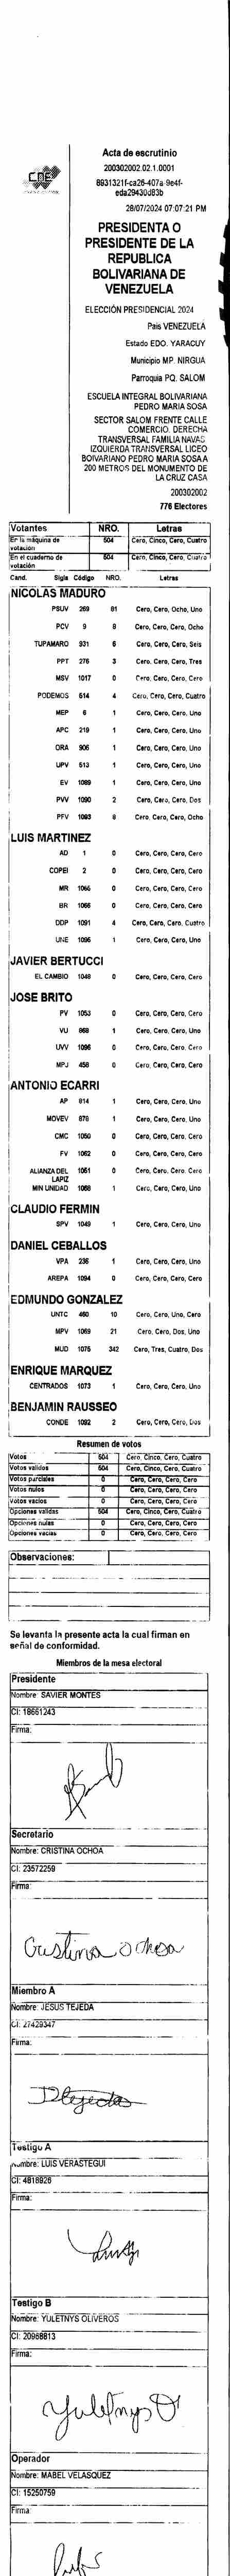 CNE
Acta de escrutinio
200302002.02.1.0001
8931321f-ca26-407a-9e4f-
eda29430d83b
28/07/2024 07:07:21 PM
PRESIDENTA O
PRESIDENTE DE LA
REPUBLICA
BOLIVARIANA DE
VENEZUELA
ELECCIÓN PRESIDENCIAL 2024
Pais VENEZUELA
Estado EDO. YARACUY
Municipio MP. NIRGUA
Parroquia PQ. SALOM
ESCUELA INTEGRAL BOLIVARIANA
PEDRO MARIA SOSA
SECTOR SALOM FRENTE CALLE
COMERCIO. DERECHA
TRANSVERSAL FAMILIA NAVAS.
IZQUIERDA TRANSVERSAL LICEO
BOIVARIANO PEDRO MARIA SOSA A
200 METROS DEL MONUMENTO DE
LA CRUZ CASA
200302002
776 Electores
Votantes NRO. Letras
En la máquina de votación 504 Cero, Cinco, Cero, Cuatro
En el cuaderno de votación 504 Cero, Cinco, Cero, Cuatro
Cand. Sigla Código NRO. Letras
NICOLAS MADURO
PSUV 269 81 Cero, Cero, Ocho, Uno
PCV 9 8 Cero, Cero, Cero, Ocho
TUPAMARO 931 6 Cero, Cero, Cero, Seis
PPT 276 3 Cero, Cero, Cero, Tres
MSV 1017 0 Cero, Cero, Cero, Cero
PODEMOS 614 4 Cero, Cero, Cero, Cuatro
MEP 6 1 Cero, Cero, Cero, Uno
APC 219 1 Cero, Cero, Cero, Uno
ORA 906 1 Cero, Cero, Cero, Uno
UPV 513 1 Cero, Cero, Cero, Uno
EV 1089 1 Cero, Cero, Cero, Uno
PVV 1090 2 Cero, Cero, Cero, Dos
PFV 1093 8 Cero, Cero, Cero, Ocho
LUIS MARTINEZ
AD 1 0 Cero, Cero, Cero, Cero
COPEI 2 0 Cero, Cero, Cero, Cero
MR 1065 0 Cero, Cero, Cero, Cero
BR 1066 0 Cero, Cero, Cero, Cero
DDP 1091 4 Cero, Cero, Cero, Cuatro
UNE 1095 1 Cero, Cero, Cero, Uno
JAVIER BERTUCCI
EL CAMBIO 1048 0 Cero, Cero, Cero, Cero
JOSE BRITO
PV 1053 0 Cero, Cero, Cero, Cero
VU 868 1 Cero, Cero, Cero, Uno
UVV 1096 0 Cero, Cero, Cero, Cero
MPJ 458 0 Cero, Cero, Cero, Cero
ANTONIO ECARRI
AP 814 1 Cero, Cero, Cero, Uno
MOVEV 878 1 Cero, Cero, Cero, Uno
CMC 1050 0 Cero, Cero, Cero, Cero
FV 1062 0 Cero, Cero, Cero, Cero
ALIANZA DEL LAPIZ 1051 0 Cero, Cero, Cero, Cero
MIN UNIDAD 1068 1 Cero, Cero, Cero, Uno
CLAUDIO FERMIN
SPV 1049 1 Cero, Cero, Cero, Uno
DANIEL CEBALLOS
VPA 236 1 Cero, Cero, Cero, Uno
AREPA 1094 0 Cero, Cero, Cero, Cero
EDMUNDO GONZALEZ
UNTC 460 10 Cero, Cero, Uno, Cero
MPV 1069 21 Cero, Cero, Dos, Uno
MUD 1075 342 Cero, Tres, Cuatro, Dos
ENRIQUE MARQUEZ
CENTRADOS 1073 1 Cero, Cero, Cero, Uno
BENJAMIN RAUSSEO
CONDE 1092 2 Cero, Cero, Cero, Dos
Resumen de votos
Votos 504 Cero, Cinco, Cero, Cuatro
Votos validos 504 Cero, Cinco, Cero, Cuatro
Votos parciales 0 Cero, Cero, Cero, Cero
Votos nulos 0 Cero, Cero, Cero, Cero
Votos vacios 0 Cero, Cero, Cero, Cero
Opciones validas 504 Cero, Cinco, Cero, Cuatro
Opciones nulas 0 Cero, Cero, Cero, Cero
Opciones vacias 0 Cero, Cero, Cero, Cero
Observaciones:
Se levanta la presente acta la cual firman en
señal de conformidad.
Miembros de la mesa electoral
Presidente
Nombre: SAVIER MONTES
CI: 18661243
Firma:
Secretario
Nombre: CRISTINA OCHOA
CI: 23572259
Firma:
Cristina Ochoa
Miembro A
Nombre: JESUS TEJEDA
CI: 27429347
Firma:
Testigo A
Nombre: LUIS VERASTEGUI
CI: 4818926
Firma:
Testigo B
Nombre: YULETNYS OLIVEROS
CI: 20968813
Firma:
Yuletnys O
Operador
Nombre: MABEL VELASQUEZ
CI: 15250759
Firma: